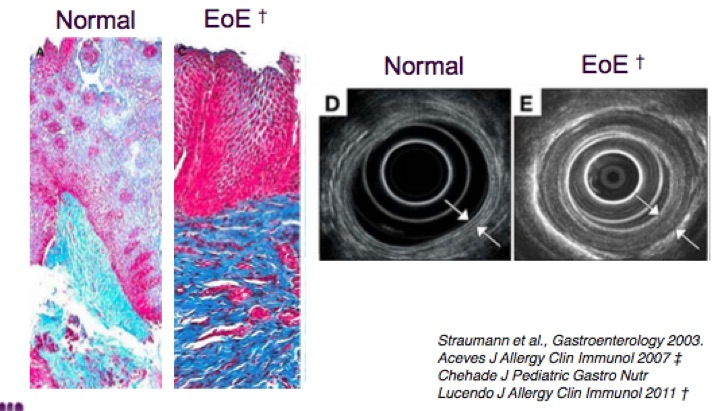 Normal
EoE †
A
C
Normal
EoE †
D
E
Straumann et al., Gastroenterology 2003.
Aceves J Allergy Clin Immunol 2007 ‡
Chehade J Pediatric Gastro Nutr
Lucendo J Allergy Clin Immunol 2011 †